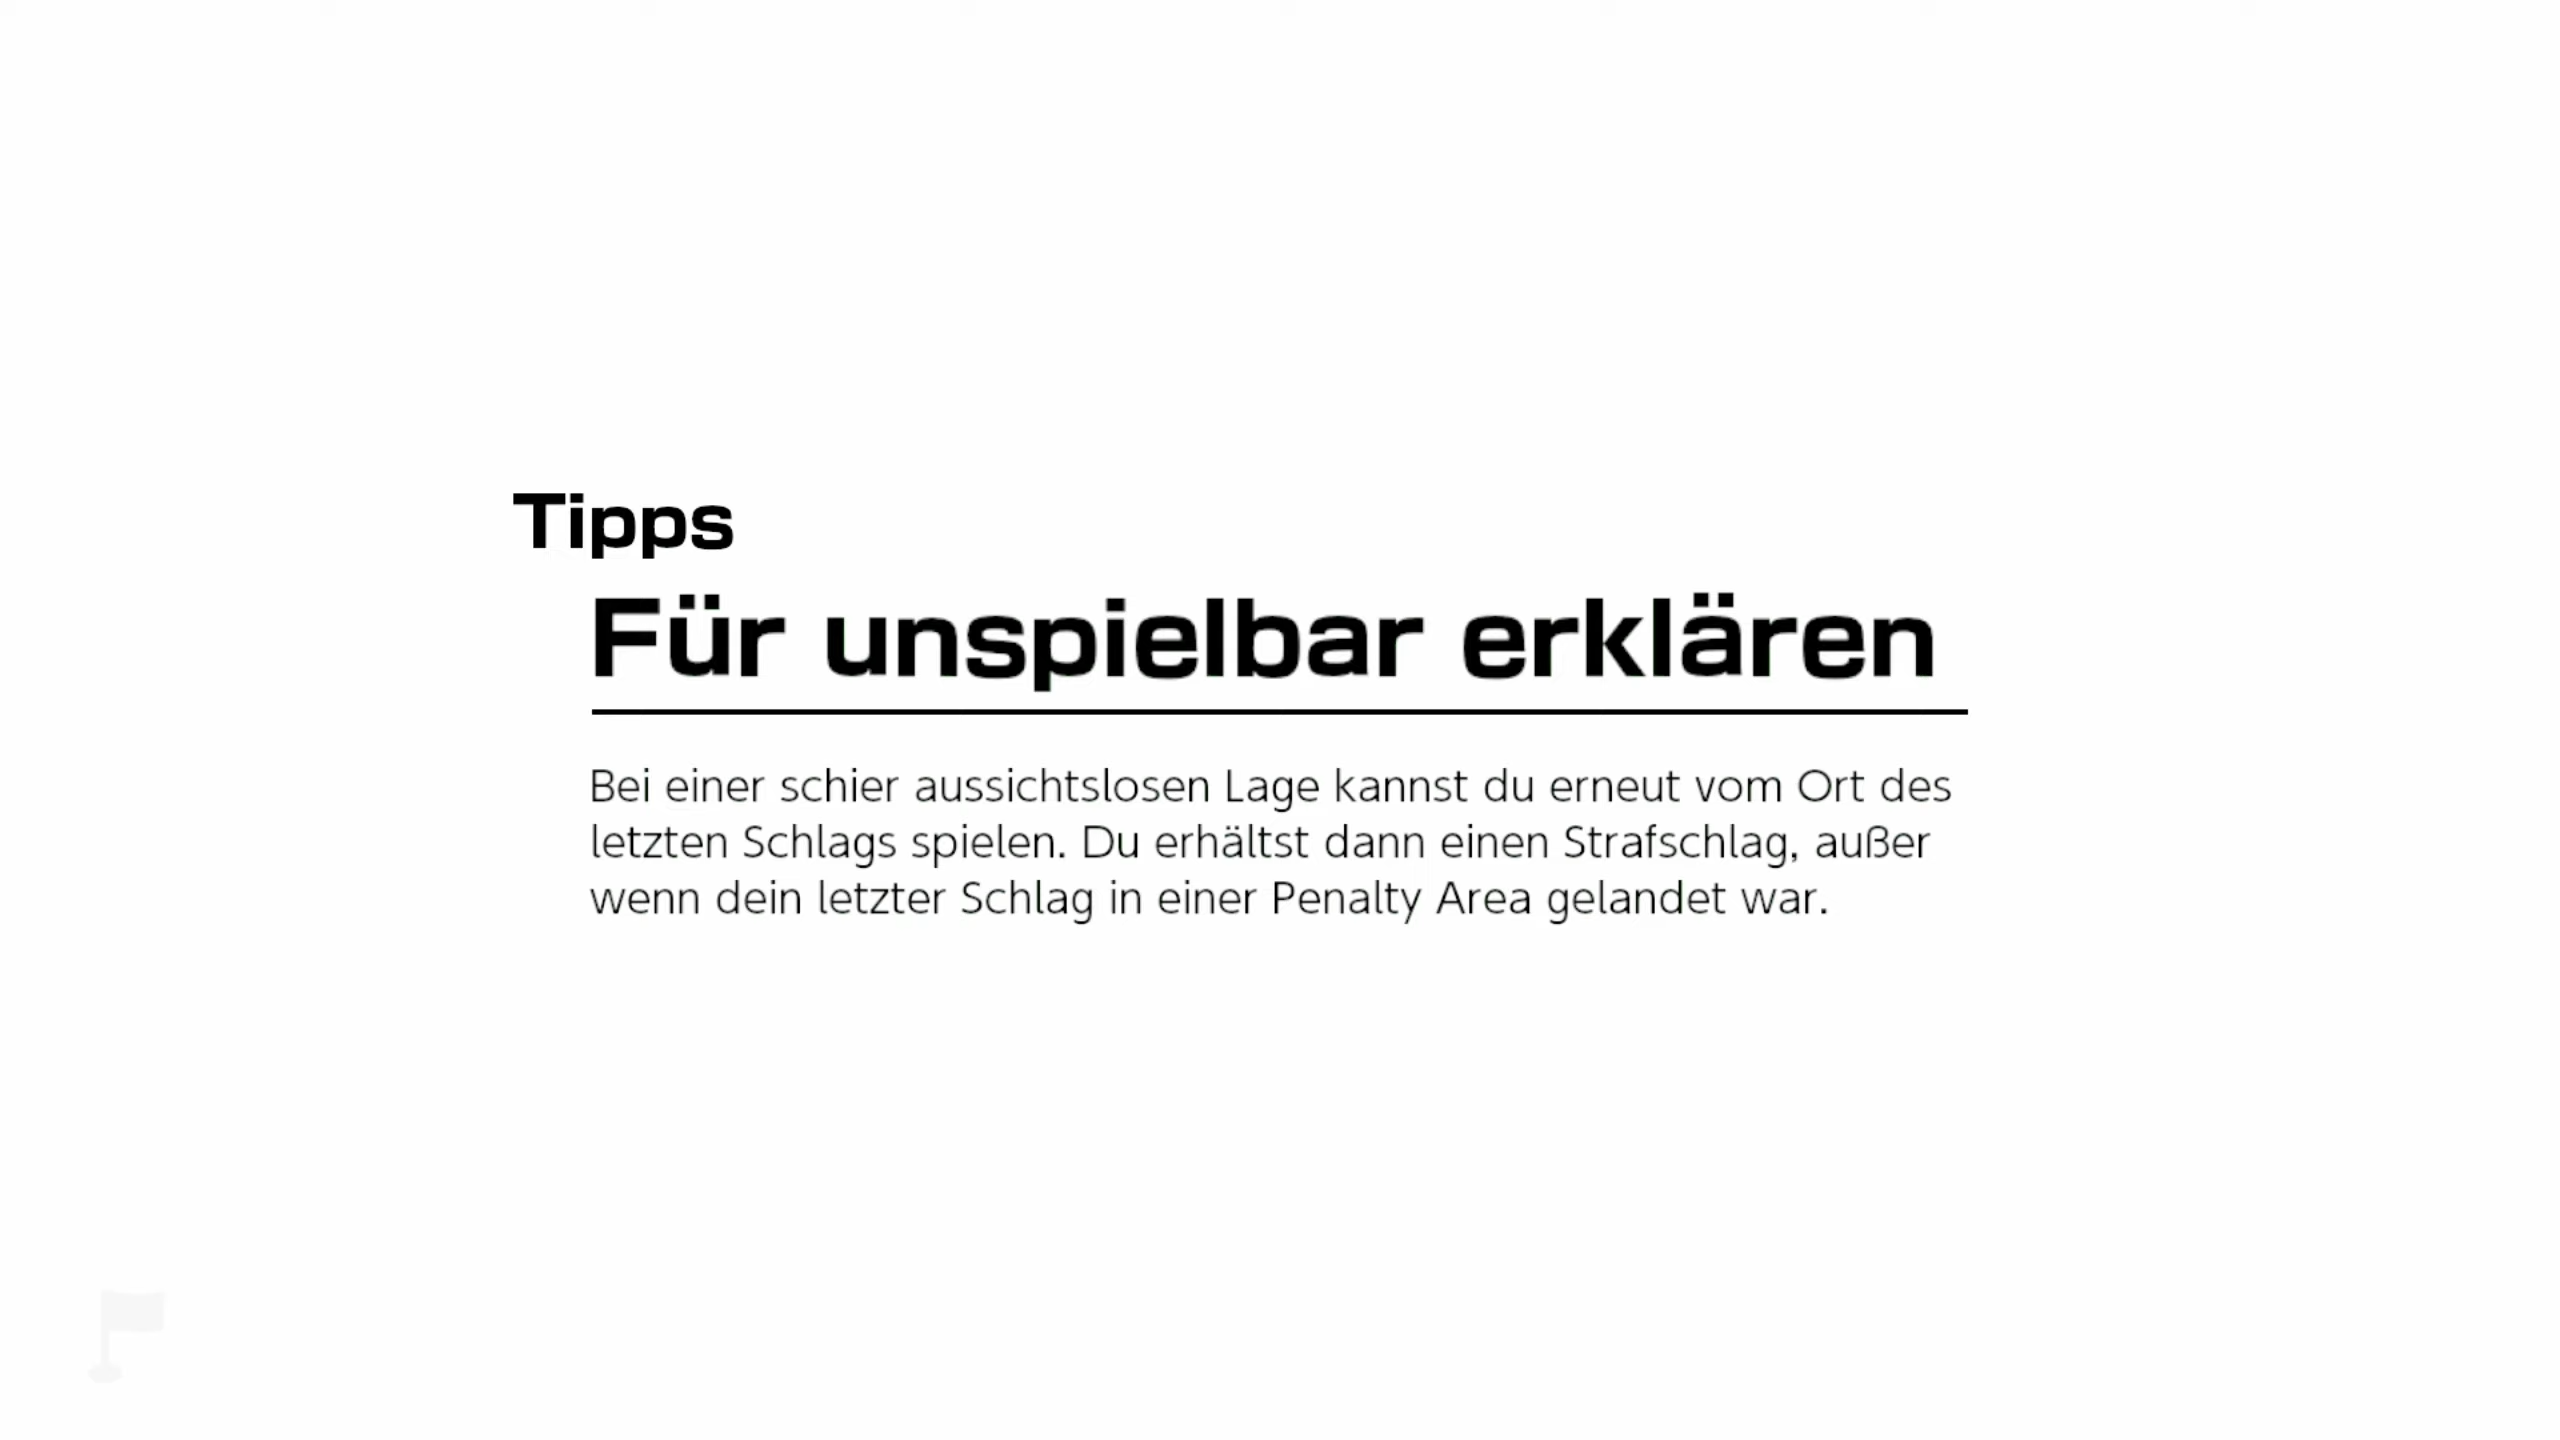 Tipps
Für unspielbar erklären
Bei einer schier aussichtslosen Lage kannst du erneut vom Ort des
letzten Schlags spielen. Du erhältst dann einen Strafschlag, außer
wenn dein letzter Schlag in einer Penalty Area gelandet war.